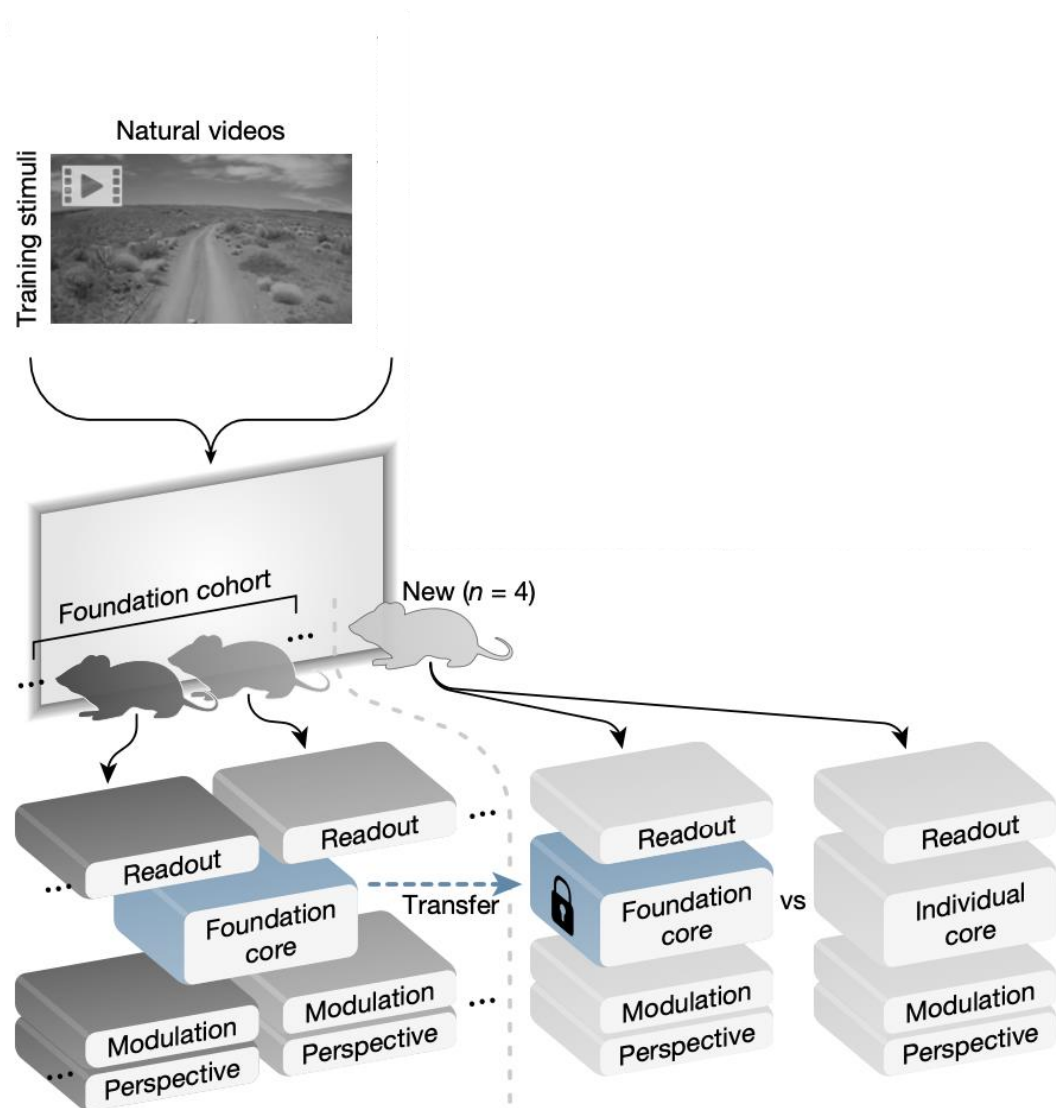 Natural videos
Training stimuli
Foundation cohort
New (n = 4)
...
...
Readout
Readout
...
Readout
Readout
...
Foundation
core
Transfer
Foundation
core
vs
Individual
core
Modulation
Modulation
...
Modulation
Modulation
Perspective
Perspective
Perspective
Perspective
...